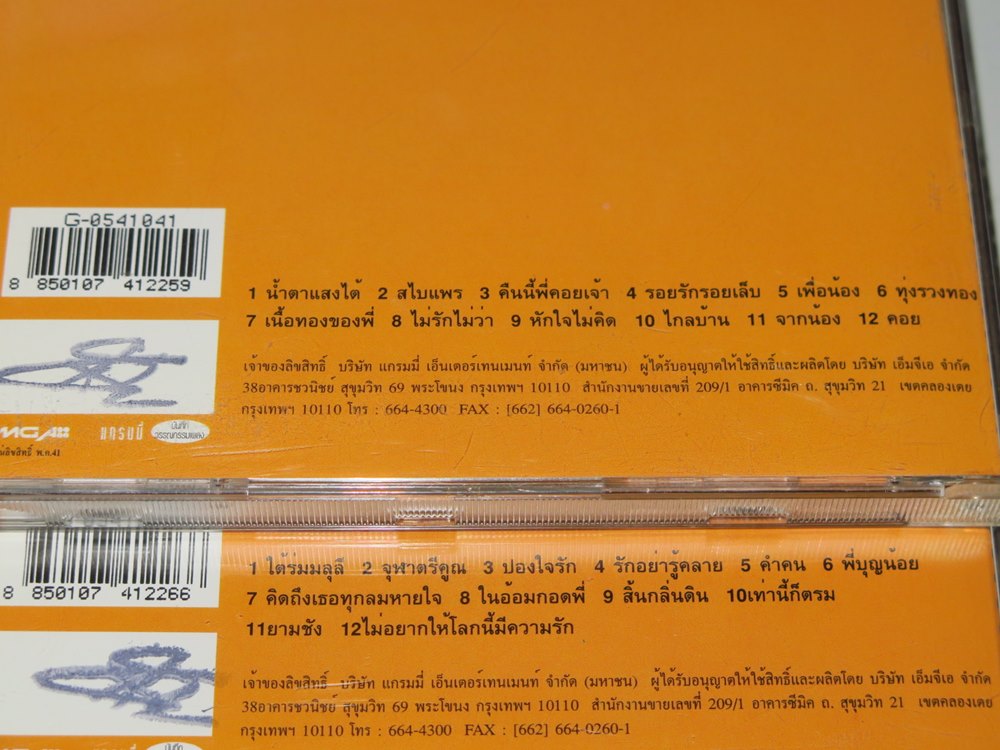 G-0541041
8 850107 412259
1 น้ำตาแสงไต้ 2 สไบแพร 3 คืนนี้พี่คอยเจ้า 4 รอยรักรอยเล็บ 5 เพื่อน้อง 6 ทุ่งรวงทอง
7 เนื้อทองของพี่ 8 ไม่รักไม่ว่า 9 หักใจไม่คิด 10 ไกลบ้าน 11 จากน้อง 12 คอย
เจ้าของลิขสิทธิ์ บริษัท แกรมมี่ เอ็นเตอร์เทนเมนท์ จำกัด (มหาชน) ผู้ได้รับอนุญาตให้ใช้สิทธิ์และผลิตโดย บริษัท เอ็มจีเอ จำกัด
38อาคารชวนิชย์ สุขุมวิท 69 พระโขนง กรุงเทพฯ 10110 สำนักงานขายเลขที่ 209/1 อาคารซีมิค ถ. สุขุมวิท 21 เขตคลองเตย
กรุงเทพฯ 10110 โทร : 664-4300 FAX : [662] 664-0260-1
MGA แกรมมี่ บันทึก
วรรณกรรมเพลง
ลิขสิทธิ์ พ.ค.41
8 850107 412266
1 ใต้ร่มมลุลี 2 จุฬาตรีคูณ 3 ปองใจรัก 4 รักอย่ารู้คลาย 5 คำคน 6 พี่บุญน้อย
7 คิดถึงเธอทุกลมหายใจ 8 ในอ้อมกอดพี่ 9 สิ้นกลิ่นดิน 10เท่านี้ก็ตรม
11ยามชัง 12ไม่อยากให้โลกนี้มีความรัก
เจ้าของลิขสิทธิ์ บริษัท แกรมมี่ เอ็นเตอร์เทนเมนท์ จำกัด (มหาชน) ผู้ได้รับอนุญาตให้ใช้สิทธิ์และผลิตโดย บริษัท เอ็มจีเอ จำกัด
38อาคารชวนิชย์ สุขุมวิท 69 พระโขนง กรุงเทพฯ 10110 สำนักงานขายเลขที่ 209/1 อาคารซีมิค ถ. สุขุมวิท 21 เขตคลองเตย
กรุงเทพฯ 10110 โทร : 664-4300 FAX : [662] 664-0260-1